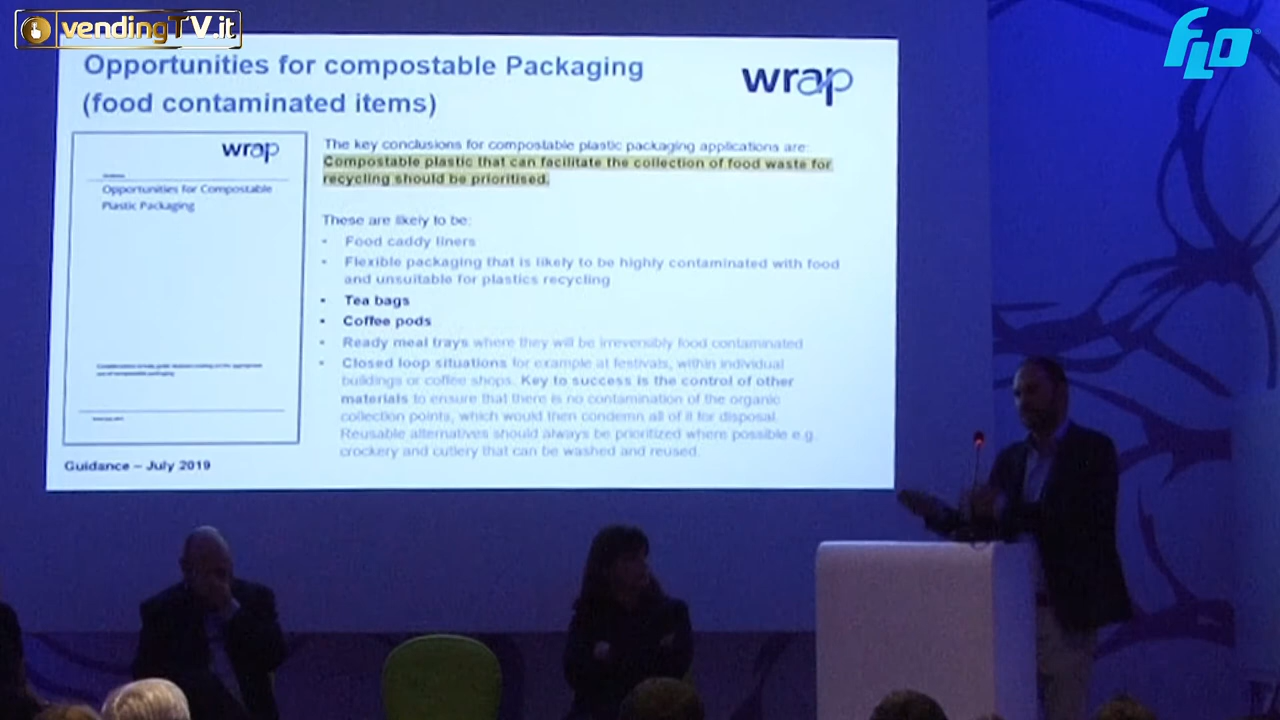 vendingTV.it
FLO
Opportunities for compostable Packaging
(food contaminated items)
wrap
wrap
Opportunities for Compostable
Plastic Packaging
Guidance – July 2019
The key conclusions for compostable plastic packaging applications are:
Compostable plastic that can facilitate the collection of food waste for
recycling should be prioritised.
These are likely to be:
• Food caddy liners
• Flexible packaging that is likely to be highly contaminated with food
and unsuitable for plastics recycling
• Tea bags
• Coffee pods
• Ready meal trays where they will be irreversibly food contaminated
• Closed loop situations for example at festivals, within individual
buildings or coffee shops. Key to success is the control of other
materials to ensure that there is no contamination of the organic
collection points, which would then condemn all of it for disposal.
Reusable alternatives should always be prioritized where possible e.g.
crockery and cutlery that can be washed and reused.